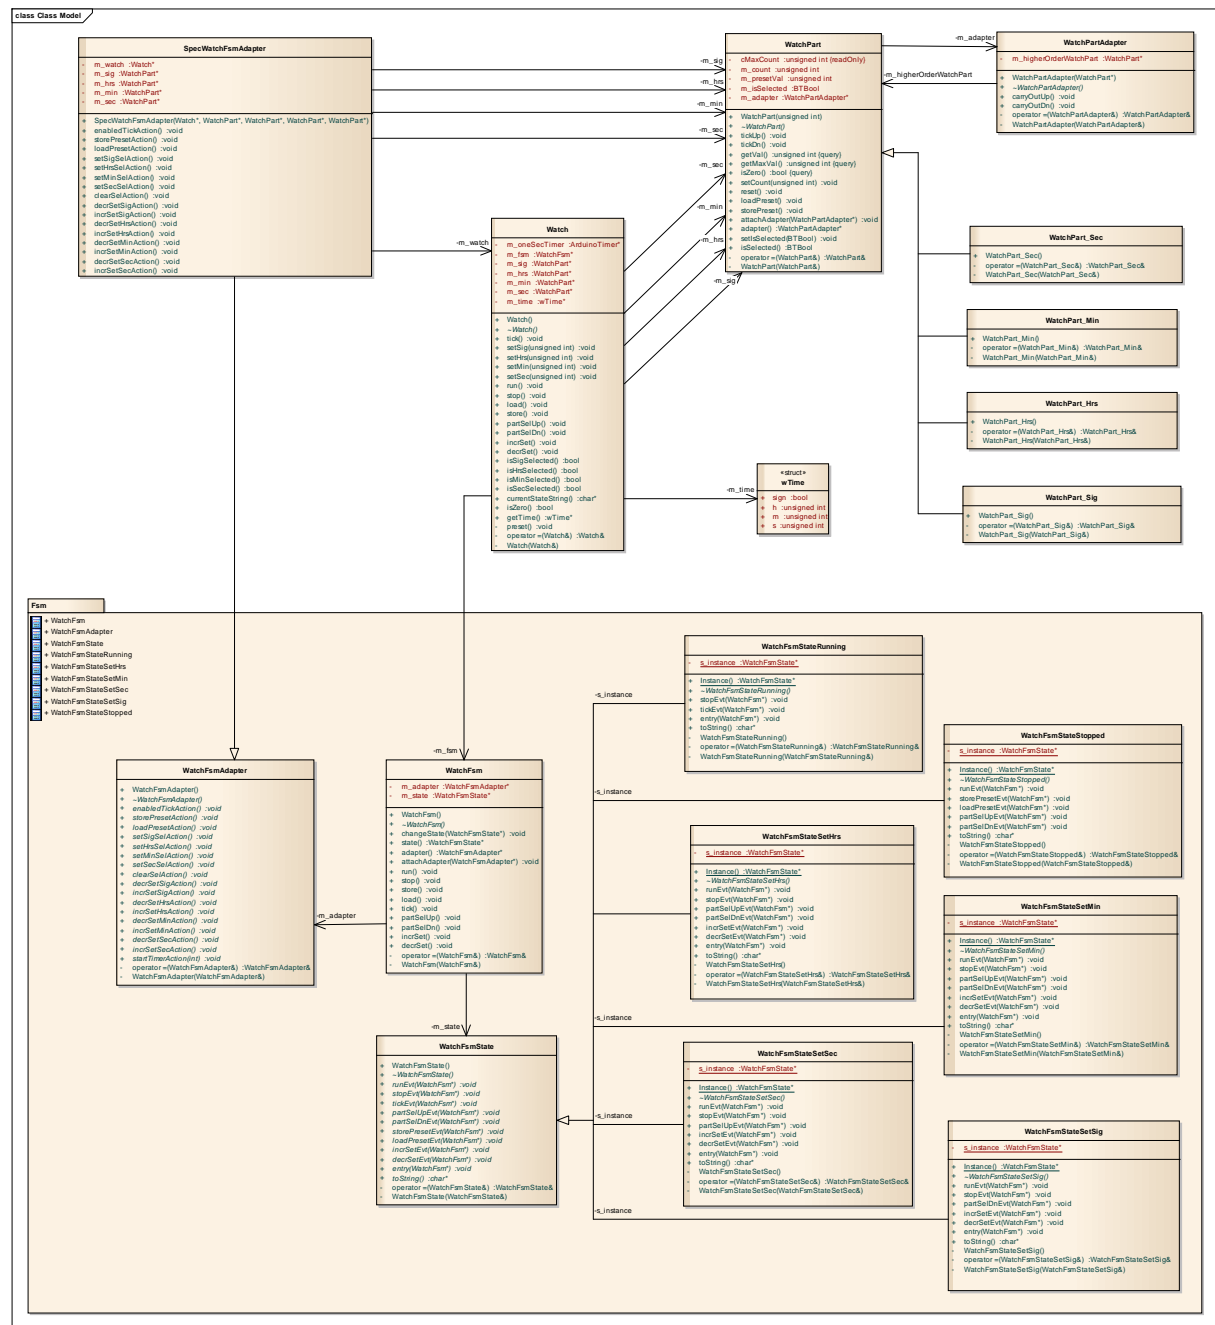 class Class Model
SpecWatchFsmAdapter
- m_watch :Watch*
- m_sig :WatchPart*
- m_hrs :WatchPart*
- m_min :WatchPart*
- m_sec :WatchPart*
+ SpecWatchFsmAdapter(Watch*, WatchPart*, WatchPart*, WatchPart*, WatchPart*)
+ enabledTickAction() :void
+ storePresetAction() :void
+ loadPresetAction() :void
+ setSigSelAction() :void
+ setHrsSelAction() :void
+ setMinSelAction() :void
+ setSecSelAction() :void
+ clearSelAction() :void
+ decrSetSigAction() :void
+ incrSetSigAction() :void
+ decrSetHrsAction() :void
+ incrSetHrsAction() :void
+ decrSetMinAction() :void
+ incrSetMinAction() :void
+ decrSetSecAction() :void
+ incrSetSecAction() :void
-m_sig
-m_hrs
-m_min
-m_sec
-m_watch
WatchPart
- cMaxCount :unsigned int {readOnly}
- m_count :unsigned int
- m_presetVal :unsigned int
- m_isSelected :BTBool
- m_adapter :WatchPartAdapter*
+ WatchPart(unsigned int)
+ ~WatchPart()
+ tickUp() :void
+ tickDn() :void
+ getVal() :unsigned int {query}
+ getMaxVal() :unsigned int {query}
+ isZero() :bool {query}
+ setCount(unsigned int) :void
+ reset() :void
+ loadPreset() :void
+ storePreset() :void
+ attachAdapter(WatchPartAdapter*) :void
+ adapter() :WatchPartAdapter*
+ setIsSelected(BTBool) :void
+ isSelected() :BTBool
- operator =(WatchPart&) :WatchPart&
- WatchPart(WatchPart&)
-m_adapter
-m_higherOrderWatchPart
WatchPartAdapter
- m_higherOrderWatchPart :WatchPart*
+ WatchPartAdapter(WatchPart*)
+ ~WatchPartAdapter()
+ carryOutUp() :void
+ carryOutDn() :void
- operator =(WatchPartAdapter&) :WatchPartAdapter&
- WatchPartAdapter(WatchPartAdapter&)
Watch
- m_oneSecTimer :ArduinoTimer*
- m_fsm :WatchFsm*
- m_sig :WatchPart*
- m_hrs :WatchPart*
- m_min :WatchPart*
- m_sec :WatchPart*
- m_time :wTime*
+ Watch()
+ ~Watch()
+ tick() :void
+ setSig(unsigned int) :void
+ setHrs(unsigned int) :void
+ setMin(unsigned int) :void
+ setSec(unsigned int) :void
+ run() :void
+ stop() :void
+ load() :void
+ store() :void
+ partSelUp() :void
+ partSelDn() :void
+ incrSet() :void
+ decrSet() :void
+ isSigSelected() :bool
+ isHrsSelected() :bool
+ isMinSelected() :bool
+ isSecSelected() :bool
+ currentStateString() :char*
+ isZero() :bool
+ getTime() :wTime*
- preset() :void
- operator =(Watch&) :Watch&
- Watch(Watch&)
-m_sec
-m_min
-m_hrs
-m_sig
-m_time
«struct»
wTime
+ sign :bool
+ h :unsigned int
+ m :unsigned int
+ s :unsigned int
WatchPart_Sec
+ WatchPart_Sec()
- operator =(WatchPart_Sec&) :WatchPart_Sec&
- WatchPart_Sec(WatchPart_Sec&)
WatchPart_Min
+ WatchPart_Min()
- operator =(WatchPart_Min&) :WatchPart_Min&
- WatchPart_Min(WatchPart_Min&)
WatchPart_Hrs
+ WatchPart_Hrs()
- operator =(WatchPart_Hrs&) :WatchPart_Hrs&
- WatchPart_Hrs(WatchPart_Hrs&)
WatchPart_Sig
+ WatchPart_Sig()
- operator =(WatchPart_Sig&) :WatchPart_Sig&
- WatchPart_Sig(WatchPart_Sig&)
Fsm
+ WatchFsm
+ WatchFsmAdapter
+ WatchFsmState
+ WatchFsmStateRunning
+ WatchFsmStateSetHrs
+ WatchFsmStateSetMin
+ WatchFsmStateSetSec
+ WatchFsmStateSetSig
+ WatchFsmStateStopped
WatchFsmAdapter
+ WatchFsmAdapter()
+ ~WatchFsmAdapter()
+ enabledTickAction() :void
+ storePresetAction() :void
+ loadPresetAction() :void
+ setSigSelAction() :void
+ setHrsSelAction() :void
+ setMinSelAction() :void
+ setSecSelAction() :void
+ clearSelAction() :void
+ decrSetSigAction() :void
+ incrSetSigAction() :void
+ decrSetHrsAction() :void
+ incrSetHrsAction() :void
+ decrSetMinAction() :void
+ incrSetMinAction() :void
+ decrSetSecAction() :void
+ incrSetSecAction() :void
+ startTimerAction(int) :void
- operator =(WatchFsmAdapter&) :WatchFsmAdapter&
- WatchFsmAdapter(WatchFsmAdapter&)
-m_adapter
-m_fsm
WatchFsm
- m_adapter :WatchFsmAdapter*
- m_state :WatchFsmState*
+ WatchFsm()
+ ~WatchFsm()
+ changeState(WatchFsmState*) :void
+ state() :WatchFsmState*
+ adapter() :WatchFsmAdapter*
+ attachAdapter(WatchFsmAdapter*) :void
+ run() :void
+ stop() :void
+ store() :void
+ load() :void
+ tick() :void
+ partSelUp() :void
+ partSelDn() :void
+ incrSet() :void
+ decrSet() :void
- operator =(WatchFsm&) :WatchFsm&
- WatchFsm(WatchFsm&)
-m_state
WatchFsmState
+ WatchFsmState()
+ ~WatchFsmState()
+ runEvt(WatchFsm*) :void
+ stopEvt(WatchFsm*) :void
+ tickEvt(WatchFsm*) :void
+ partSelUpEvt(WatchFsm*) :void
+ partSelDnEvt(WatchFsm*) :void
+ storePresetEvt(WatchFsm*) :void
+ loadPresetEvt(WatchFsm*) :void
+ incrSetEvt(WatchFsm*) :void
+ decrSetEvt(WatchFsm*) :void
+ entry(WatchFsm*) :void
+ toString() :char*
- operator =(WatchFsmState&) :WatchFsmState&
- WatchFsmState(WatchFsmState&)
-s_instance
-s_instance
-s_instance
-s_instance
-s_instance
WatchFsmStateRunning
- s_instance :WatchFsmState*
+ Instance() :WatchFsmState*
+ ~WatchFsmStateRunning()
+ stopEvt(WatchFsm*) :void
+ tickEvt(WatchFsm*) :void
+ entry(WatchFsm*) :void
+ toString() :char*
- WatchFsmStateRunning()
- operator =(WatchFsmStateRunning&) :WatchFsmStateRunning&
- WatchFsmStateRunning(WatchFsmStateRunning&)
WatchFsmStateStopped
- s_instance :WatchFsmState*
+ Instance() :WatchFsmState*
+ ~WatchFsmStateStopped()
+ runEvt(WatchFsm*) :void
+ storePresetEvt(WatchFsm*) :void
+ loadPresetEvt(WatchFsm*) :void
+ partSelUpEvt(WatchFsm*) :void
+ partSelDnEvt(WatchFsm*) :void
+ toString() :char*
- WatchFsmStateStopped()
- operator =(WatchFsmStateStopped&) :WatchFsmStateStopped&
- WatchFsmStateStopped(WatchFsmStateStopped&)
WatchFsmStateSetHrs
- s_instance :WatchFsmState*
+ Instance() :WatchFsmState*
+ ~WatchFsmStateSetHrs()
+ runEvt(WatchFsm*) :void
+ stopEvt(WatchFsm*) :void
+ partSelUpEvt(WatchFsm*) :void
+ partSelDnEvt(WatchFsm*) :void
+ incrSetEvt(WatchFsm*) :void
+ decrSetEvt(WatchFsm*) :void
+ entry(WatchFsm*) :void
+ toString() :char*
- WatchFsmStateSetHrs()
- operator =(WatchFsmStateSetHrs&) :WatchFsmStateSetHrs&
- WatchFsmStateSetHrs(WatchFsmStateSetHrs&)
WatchFsmStateSetMin
- s_instance :WatchFsmState*
+ Instance() :WatchFsmState*
+ ~WatchFsmStateSetMin()
+ runEvt(WatchFsm*) :void
+ stopEvt(WatchFsm*) :void
+ partSelUpEvt(WatchFsm*) :void
+ partSelDnEvt(WatchFsm*) :void
+ incrSetEvt(WatchFsm*) :void
+ decrSetEvt(WatchFsm*) :void
+ entry(WatchFsm*) :void
+ toString() :char*
- WatchFsmStateSetMin()
- operator =(WatchFsmStateSetMin&) :WatchFsmStateSetMin&
- WatchFsmStateSetMin(WatchFsmStateSetMin&)
WatchFsmStateSetSec
- s_instance :WatchFsmState*
+ Instance() :WatchFsmState*
+ ~WatchFsmStateSetSec()
+ runEvt(WatchFsm*) :void
+ stopEvt(WatchFsm*) :void
+ partSelUpEvt(WatchFsm*) :void
+ incrSetEvt(WatchFsm*) :void
+ decrSetEvt(WatchFsm*) :void
+ entry(WatchFsm*) :void
+ toString() :char*
- WatchFsmStateSetSec()
- operator =(WatchFsmStateSetSec&) :WatchFsmStateSetSec&
- WatchFsmStateSetSec(WatchFsmStateSetSec&)
WatchFsmStateSetSig
- s_instance :WatchFsmState*
+ Instance() :WatchFsmState*
+ ~WatchFsmStateSetSig()
+ runEvt(WatchFsm*) :void
+ stopEvt(WatchFsm*) :void
+ partSelDnEvt(WatchFsm*) :void
+ incrSetEvt(WatchFsm*) :void
+ decrSetEvt(WatchFsm*) :void
+ entry(WatchFsm*) :void
+ toString() :char*
- WatchFsmStateSetSig()
- operator =(WatchFsmStateSetSig&) :WatchFsmStateSetSig&
- WatchFsmStateSetSig(WatchFsmStateSetSig&)